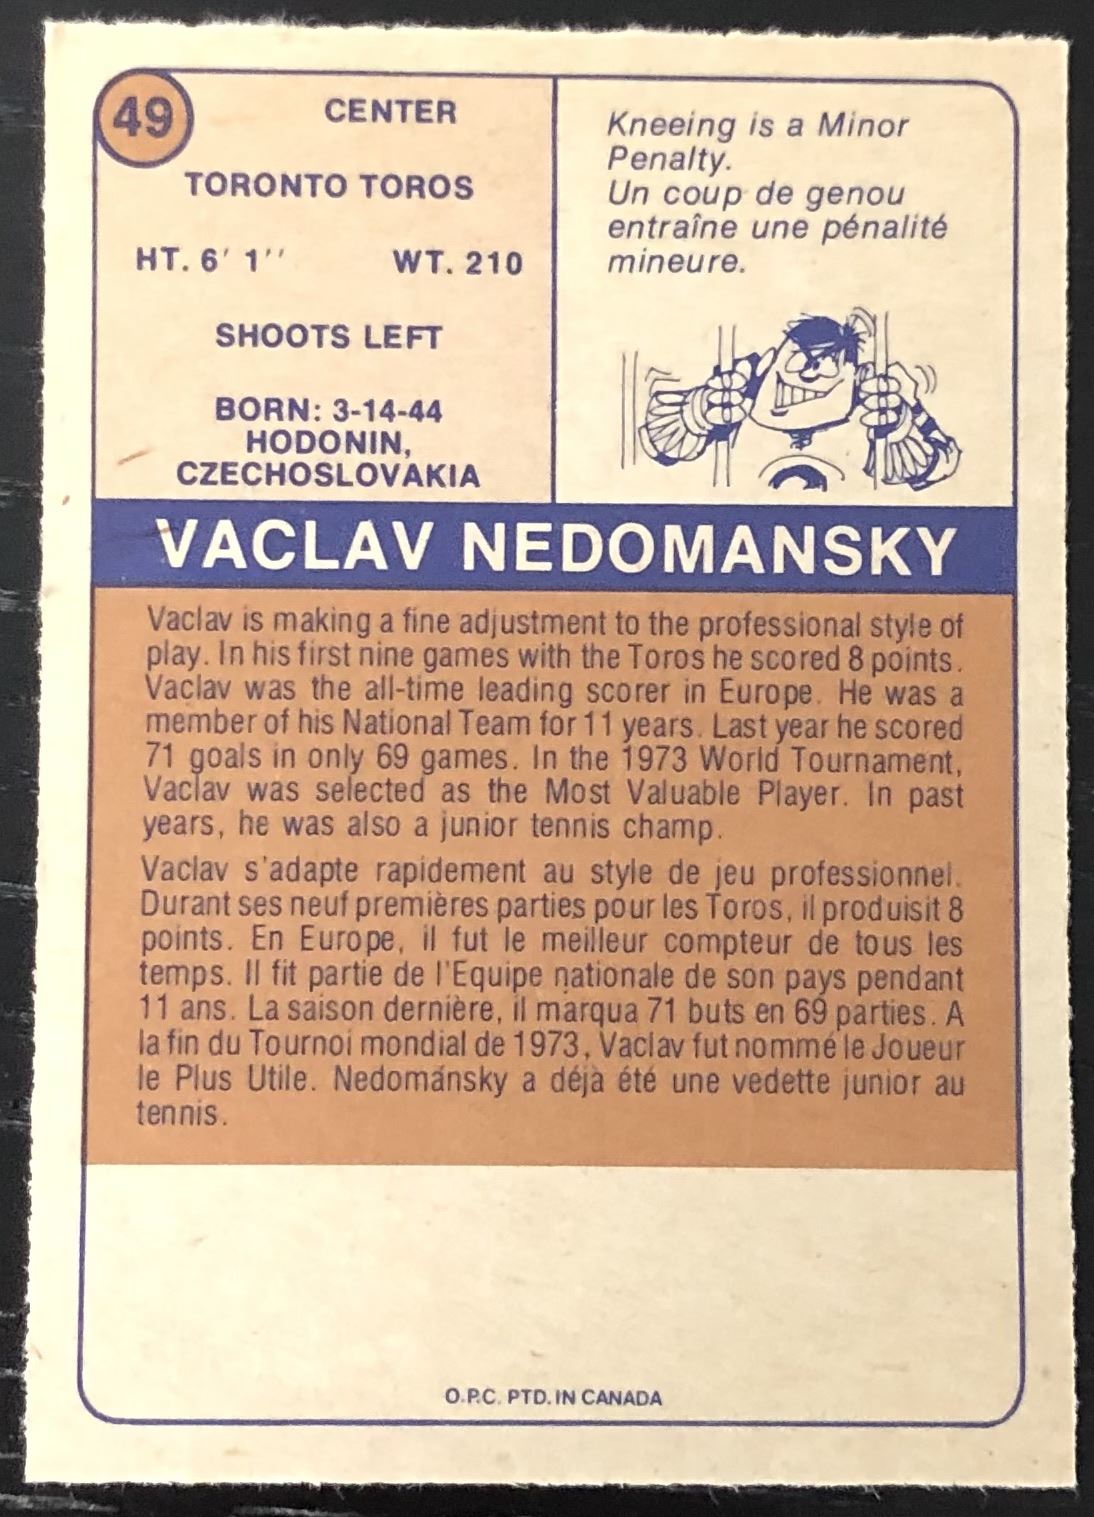 49
CENTER
TORONTO TOROS
HT. 6' 1'' WT. 210
SHOOTS LEFT
BORN: 3-14-44
HODONIN,
CZECHOSLOVAKIA
Kneeing is a Minor
Penalty.
Un coup de genou
entraîne une pénalité
mineure.
VACLAV NEDOMANSKY
Vaclav is making a fine adjustment to the professional style of
play. In his first nine games with the Toros he scored 8 points.
Vaclav was the all-time leading scorer in Europe. He was a
member of his National Team for 11 years. Last year he scored
71 goals in only 69 games. In the 1973 World Tournament,
Vaclav was selected as the Most Valuable Player. In past
years, he was also a junior tennis champ.
Vaclav s'adapte rapidement au style de jeu professionnel.
Durant ses neuf premières parties pour les Toros, il produisit 8
points. En Europe, il fut le meilleur compteur de tous les
temps. Il fit partie de l'Equipe nationale de son pays pendant
11 ans. La saison dernière, il marqua 71 buts en 69 parties. A
la fin du Tournoi mondial de 1973, Vaclav fut nommé le Joueur
le Plus Utile. Nedománsky a déjà été une vedette junior au
tennis.
O.P.C. PTD. IN CANADA